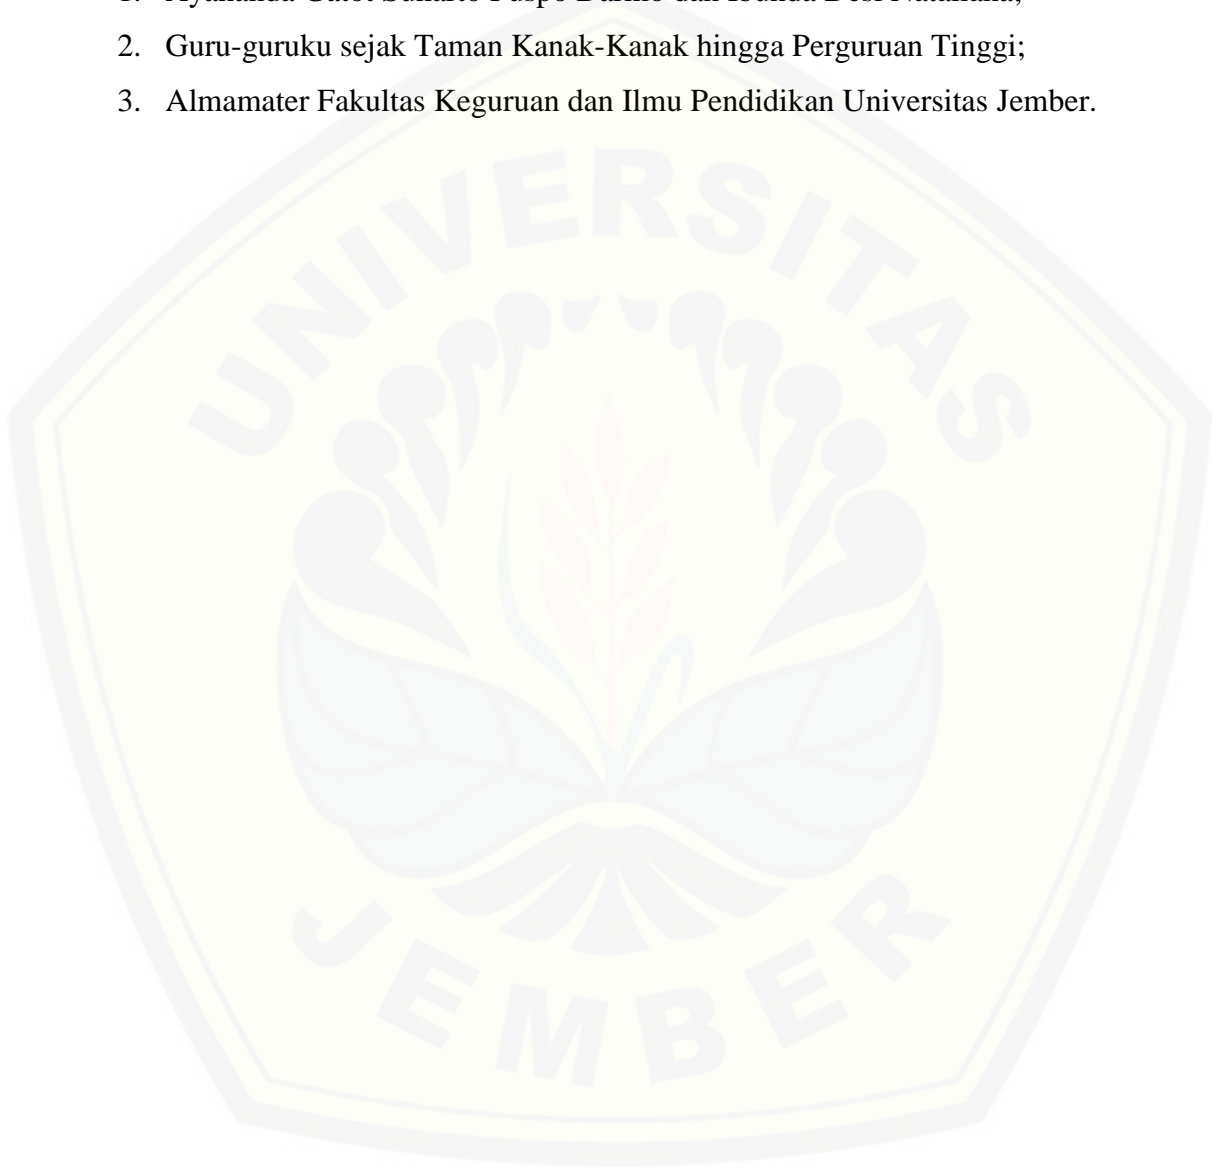 2. Guru-guruku sejak Taman Kanak-Kanak hingga Perguruan Tinggi;
3. Almamater Fakultas Keguruan dan Ilmu Pendidikan Universitas Jember.
UNIVERSITAS
JEMBER